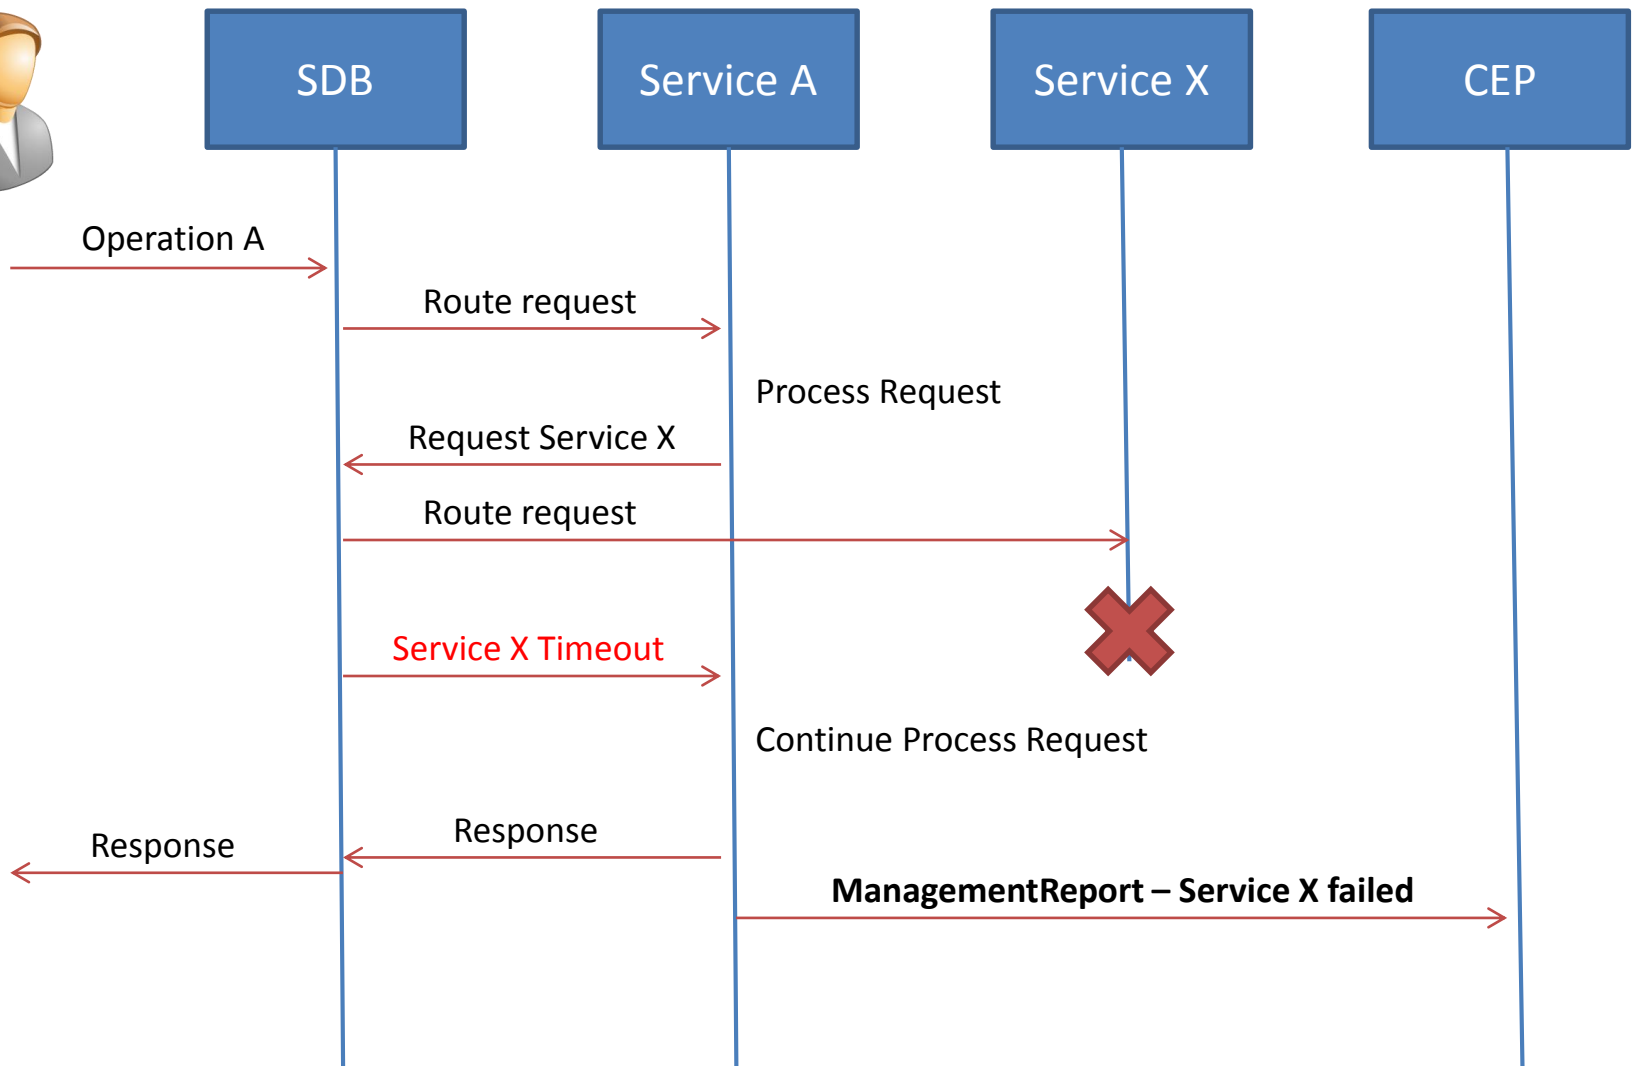 SDB
Service A
Service X
CEP
Operation A
Route request
Process Request
Request Service X
Route request
Service X Timeout
Continue Process Request
Response
Response
ManagementReport – Service X failed